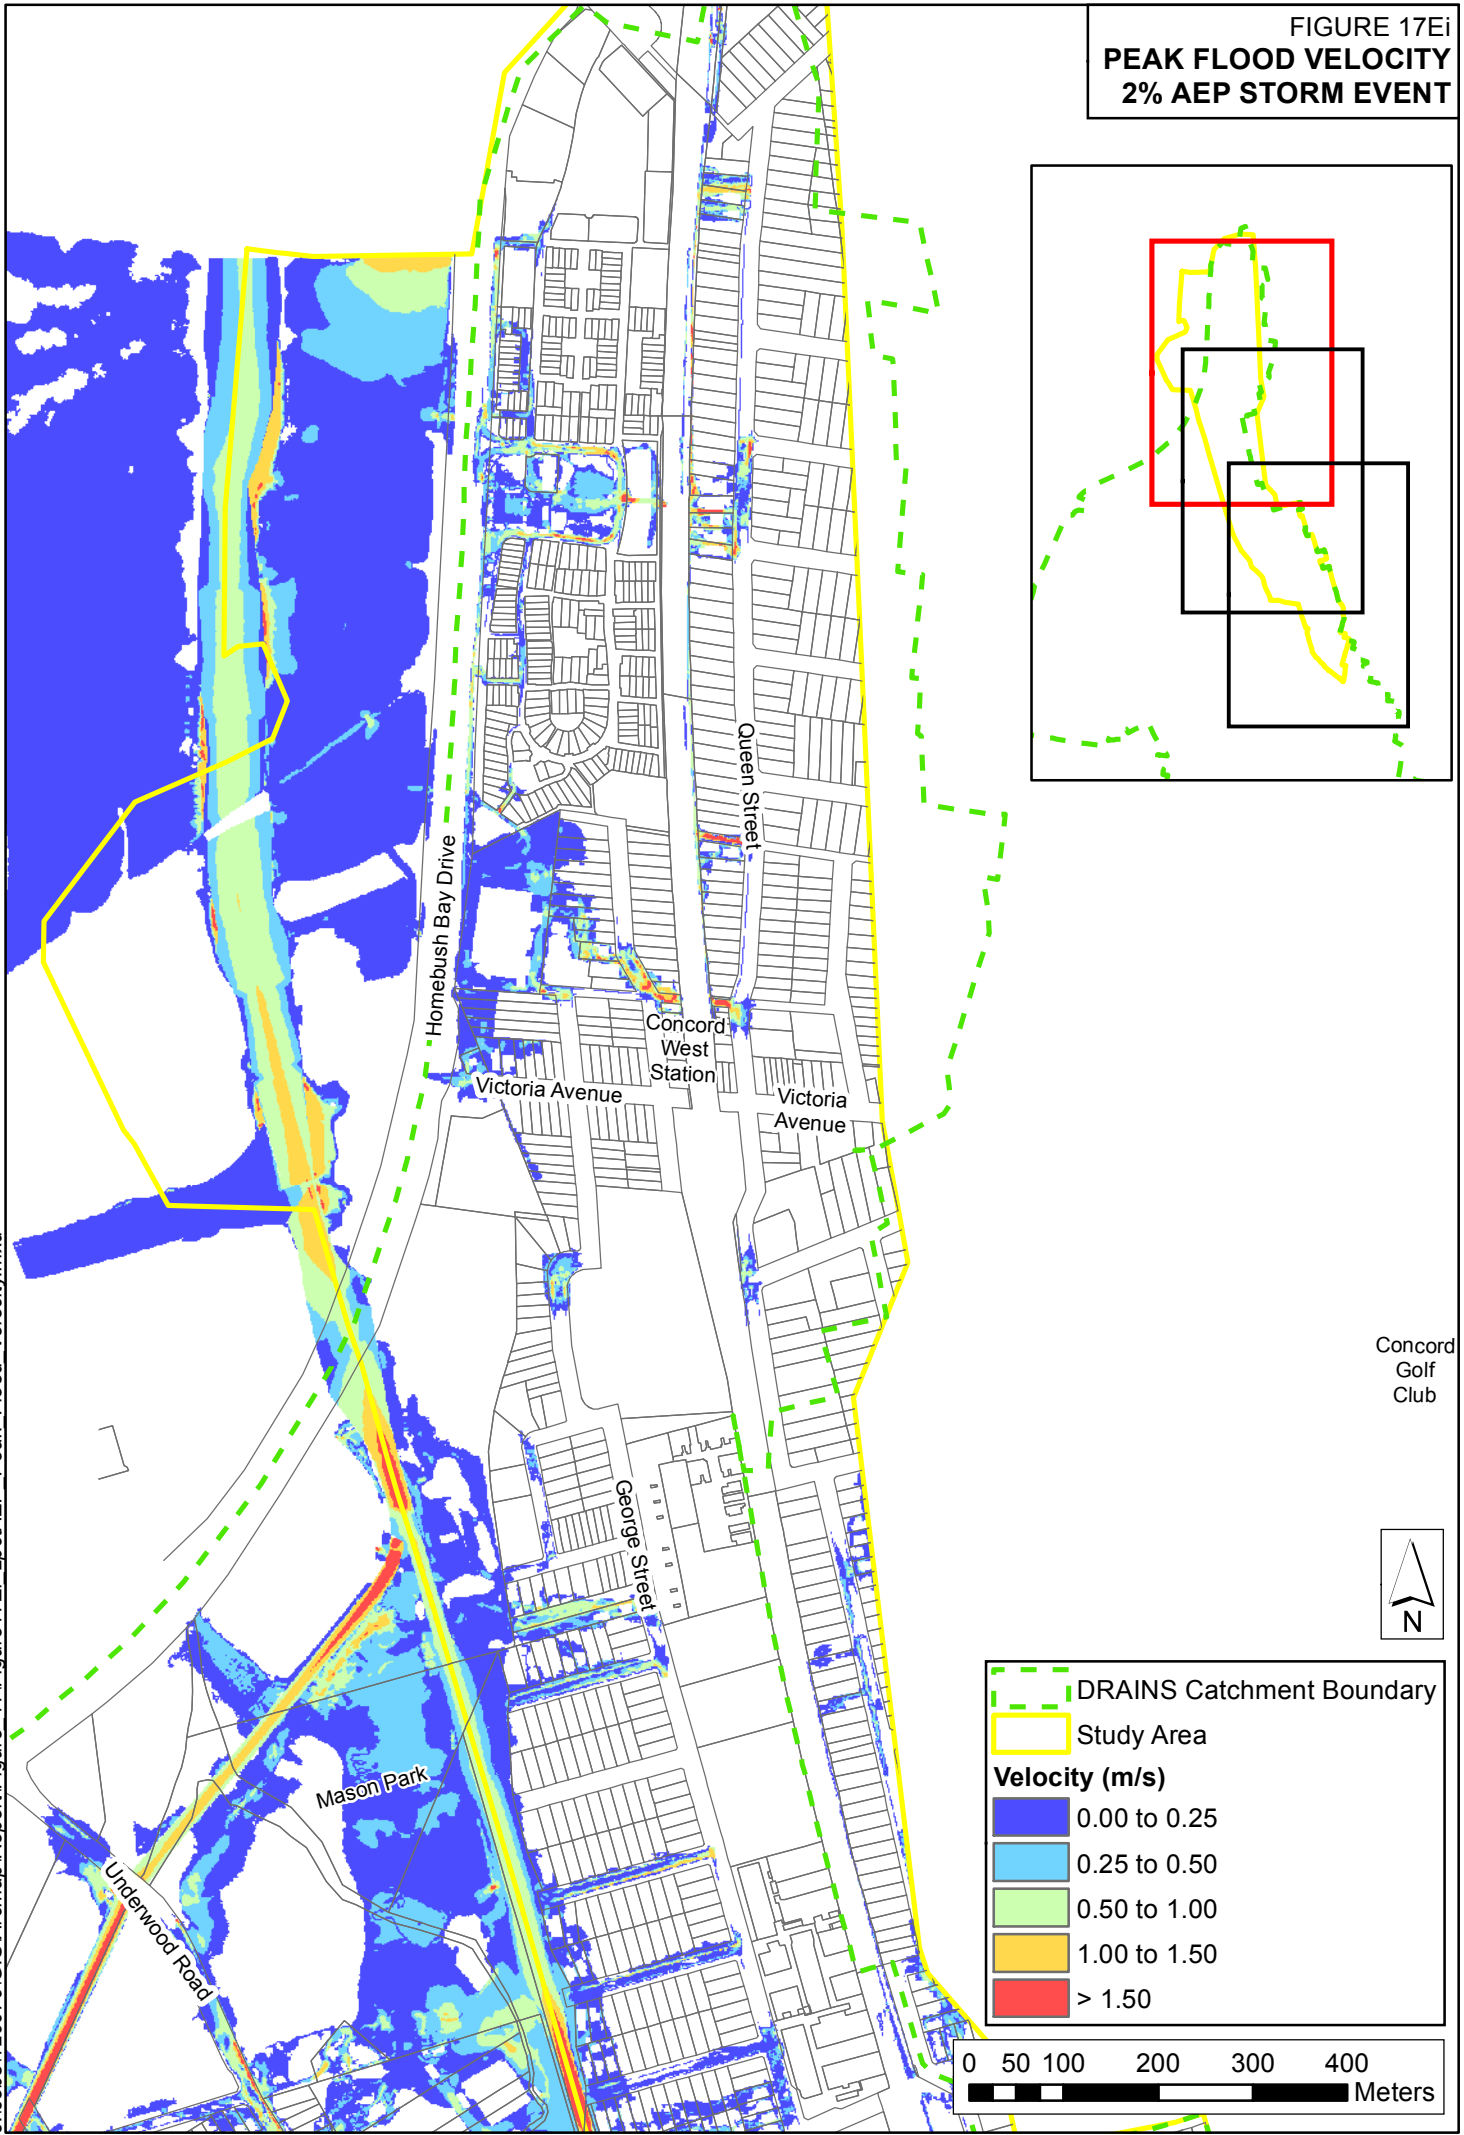 FIGURE 17Ei
PEAK FLOOD VELOCITY
2% AEP STORM EVENT
Queen Street
Homebush Bay Drive
Concord
West
Station
Victoria Avenue
Victoria
Avenue
Concord
Golf
Club
George Street
N
Mason Park
Underwood Road
DRAINS Catchment Boundary
Study Area
Velocity (m/s)
0.00 to 0.25
0.25 to 0.50
0.50 to 1.00
1.00 to 1.50
> 1.50
0 50 100 200 300 400
Meters